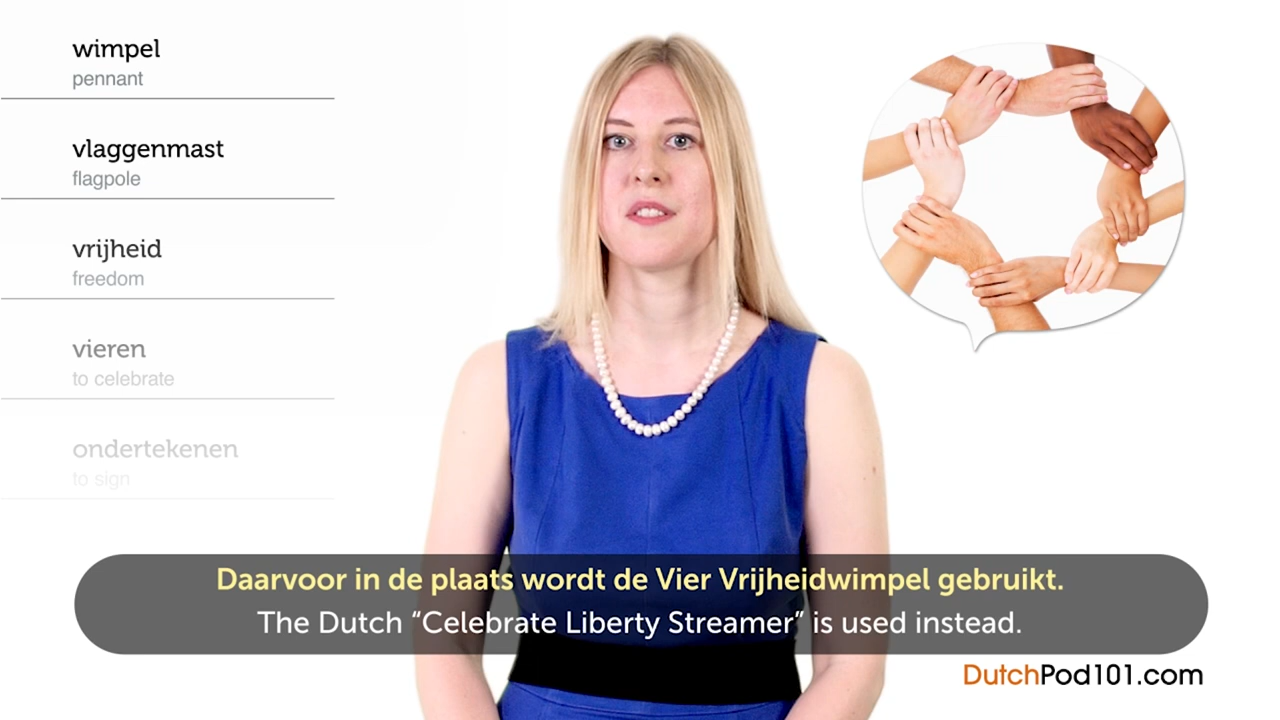 wimpel
pennant
vlaggenmast
flagpole
vrijheid
freedom
vieren
to celebrate
ondertekenen
to sign
Daarvoor in de plaats wordt de Vier Vrijheidwimpel gebruikt.
The Dutch “Celebrate Liberty Streamer” is used instead.
DutchPod101.com